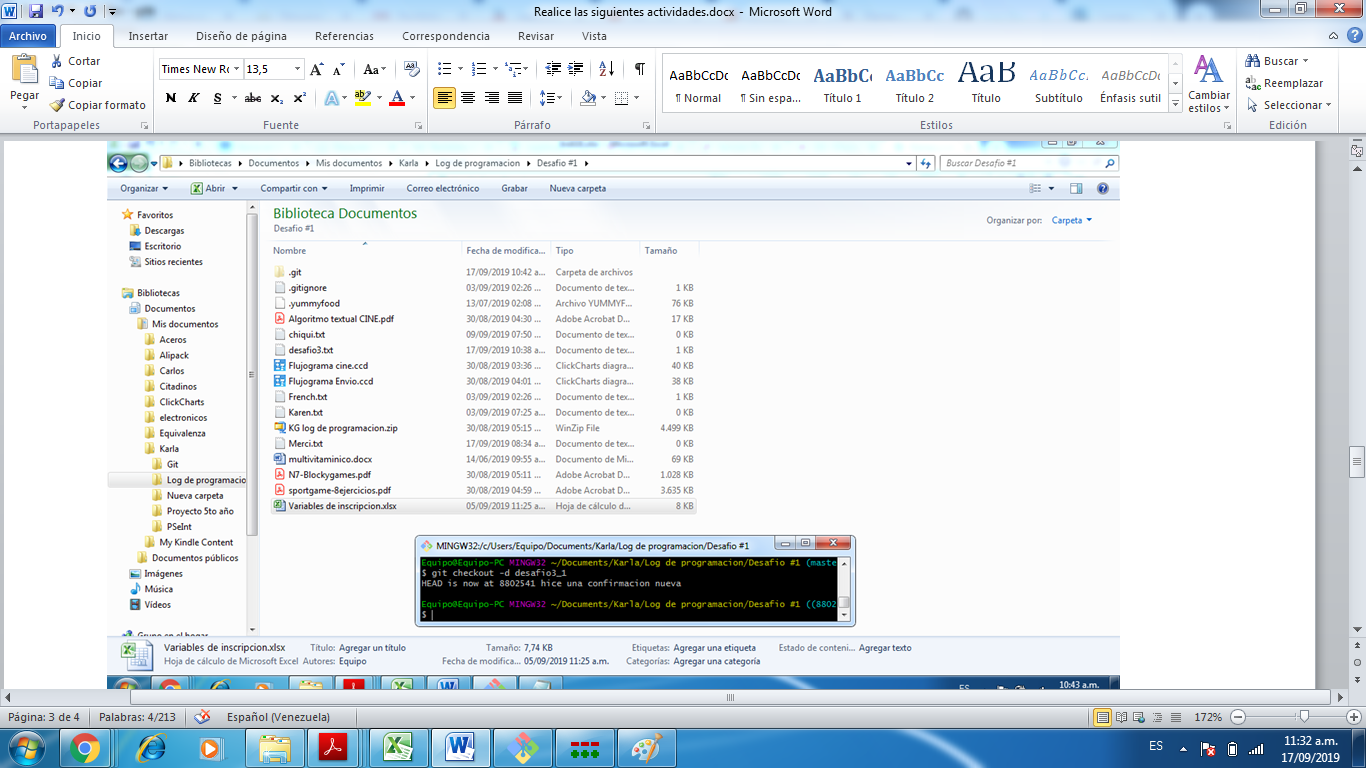 Realice las siguientes actividades.docx - Microsoft Word
Archivo Inicio Insertar Diseño de página Referencias Correspondencia Revisar Vista
Pegar
Cortar
Copiar
Copiar formato
Portapapeles
Times New Ro 13,5
N K S abc x₂ x²
Fuente
Párrafo
AaBbCcDc AaBbCcDc AaBbCc AaBbCc AaB AaBbCc. AaBbCcDc
¶ Normal ¶ Sin espa... Título 1 Título 2 Título Subtítulo Énfasis sutil
Cambiar estilos
Estilos
Buscar
Reemplazar
Seleccionar
Edición
Bibliotecas Documentos Mis documentos Karla Log de programacion Desafio #1
Buscar Desafio #1
Organizar Abrir Compartir con Imprimir Correo electrónico Grabar Nueva carpeta
Favoritos
Descargas
Escritorio
Sitios recientes
Bibliotecas
Documentos
Mis documentos
Aceros
Alipack
Carlos
Citadinos
ClickCharts
electronicos
Equivalenza
Karla
Git
Log de programacio
Nueva carpeta
Proyecto 5to año
PSeInt
My Kindle Content
Documentos públicos
Imágenes
Música
Vídeos
Biblioteca Documentos
Desafio #1
Organizar por: Carpeta
Nombre Fecha de modifica... Tipo Tamaño
.git 17/09/2019 10:42 a... Carpeta de archivos
.gitignore 03/09/2019 02:26 ... Documento de tex... 1 KB
.yummyfood 13/07/2019 02:08 ... Archivo YUMMYF... 76 KB
Algoritmo textual CINE.pdf 30/08/2019 04:30 ... Adobe Acrobat D... 17 KB
chiqui.txt 09/09/2019 07:50 ... Documento de tex... 0 KB
desafio3.txt 17/09/2019 10:38 a... Documento de tex... 1 KB
Flujograma cine.ccd 30/08/2019 03:36 ... ClickCharts diagra... 40 KB
Flujograma Envio.ccd 30/08/2019 04:01 ... ClickCharts diagra... 38 KB
French.txt 03/09/2019 02:26 ... Documento de tex... 1 KB
Karen.txt 03/09/2019 07:25 a... Documento de tex... 0 KB
KG log de programacion.zip 30/08/2019 05:15 ... WinZip File 4.499 KB
Merci.txt 17/09/2019 08:34 a... Documento de tex... 0 KB
multivitaminico.docx 14/06/2019 09:55 a... Documento de Mi... 69 KB
N7-Blockygames.pdf 30/08/2019 05:11 ... Adobe Acrobat D... 1.028 KB
sportgame-8ejercicios.pdf 30/08/2019 04:59 ... Adobe Acrobat D... 3.635 KB
Variables de inscripcion.xlsx 05/09/2019 11:25 a... Hoja de cálculo d... 8 KB
MINGW32:/c/Users/Equipo/Documents/Karla/Log de programacion/Desafio #1
Equipo@Equipo-PC MINGW32 ~/Documents/Karla/Log de programacion/Desafio #1 (maste
$ git checkout -d desafio3_1
HEAD is now at 8802541 hice una confirmacion nueva
Equipo@Equipo-PC MINGW32 ~/Documents/Karla/Log de programacion/Desafio #1 ((8802
$
Variables de inscripcion.xlsx Título: Agregar un título Tamaño: 7,74 KB Etiquetas: Agregar una etiqueta Estado de conteni... Agregar texto
Hoja de cálculo de Microsoft Excel Autores: Equipo Fecha de modifica... 05/09/2019 11:25 a.m. Categorías: Agregar una categoría
ES 10:43 a.m.
Página: 3 de 4 Palabras: 4/213 Español (Venezuela) 172%
ES 11:32 a.m.
17/09/2019